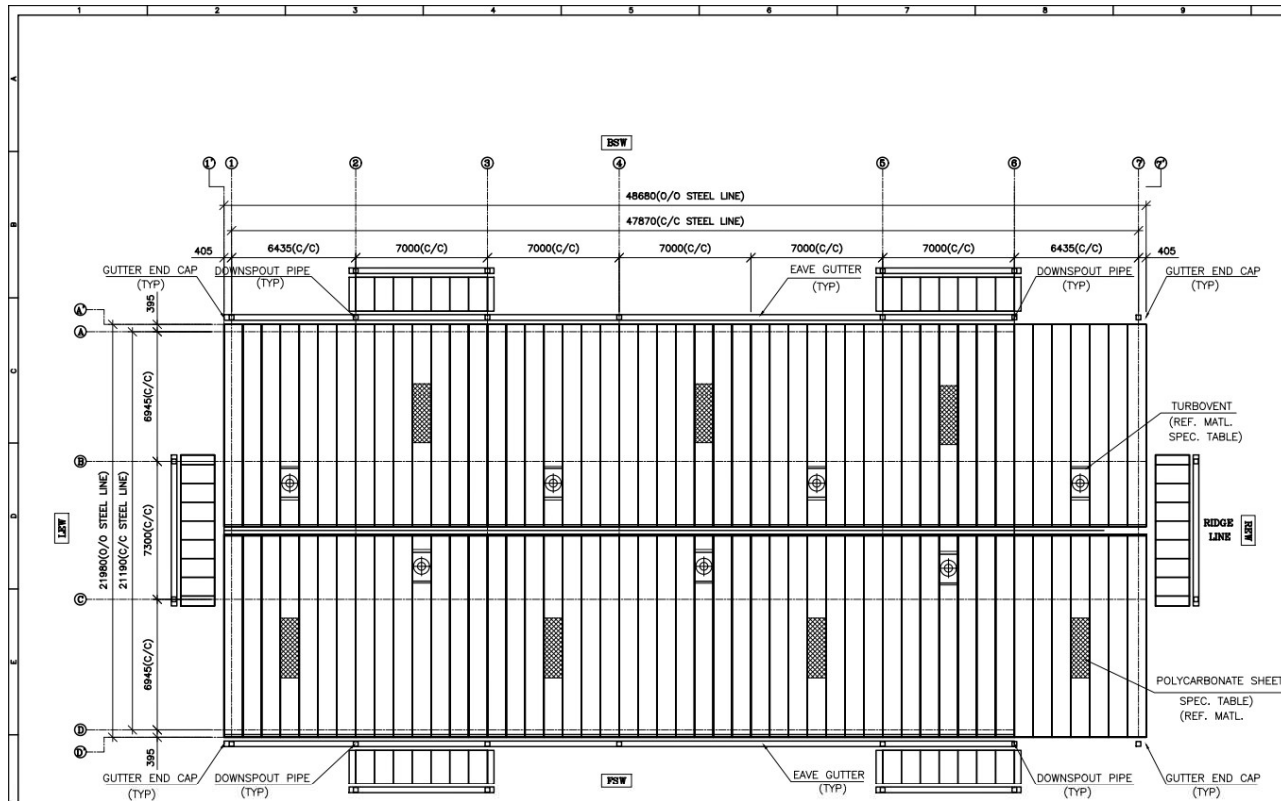 1 2 3 4 5 6 7 8 9
A
B
C
D
E
BSW
1' 1 2 3 4 5 6 7 7'
48680(O/O STEEL LINE)
47870(C/C STEEL LINE)
405 6435(C/C) 7000(C/C) 7000(C/C) 7000(C/C) 7000(C/C) 7000(C/C) 6435(C/C) 405
GUTTER END CAP
(TYP)
DOWNSPOUT PIPE
(TYP)
EAVE GUTTER
(TYP)
DOWNSPOUT PIPE
(TYP)
GUTTER END CAP
(TYP)
A'
A
B
C
D
D'
395
6945(C/C)
7300(C/C)
6945(C/C)
395
21980(O/O STEEL LINE)
21190(C/C STEEL LINE)
LEW
TURBOVENT
(REF. MATL.
SPEC. TABLE)
RIDGE
LINE
REW
POLYCARBONATE SHEET
SPEC. TABLE)
(REF. MATL.
GUTTER END CAP
(TYP)
DOWNSPOUT PIPE
(TYP)
FSW
EAVE GUTTER
(TYP)
DOWNSPOUT PIPE
(TYP)
GUTTER END CAP
(TYP)